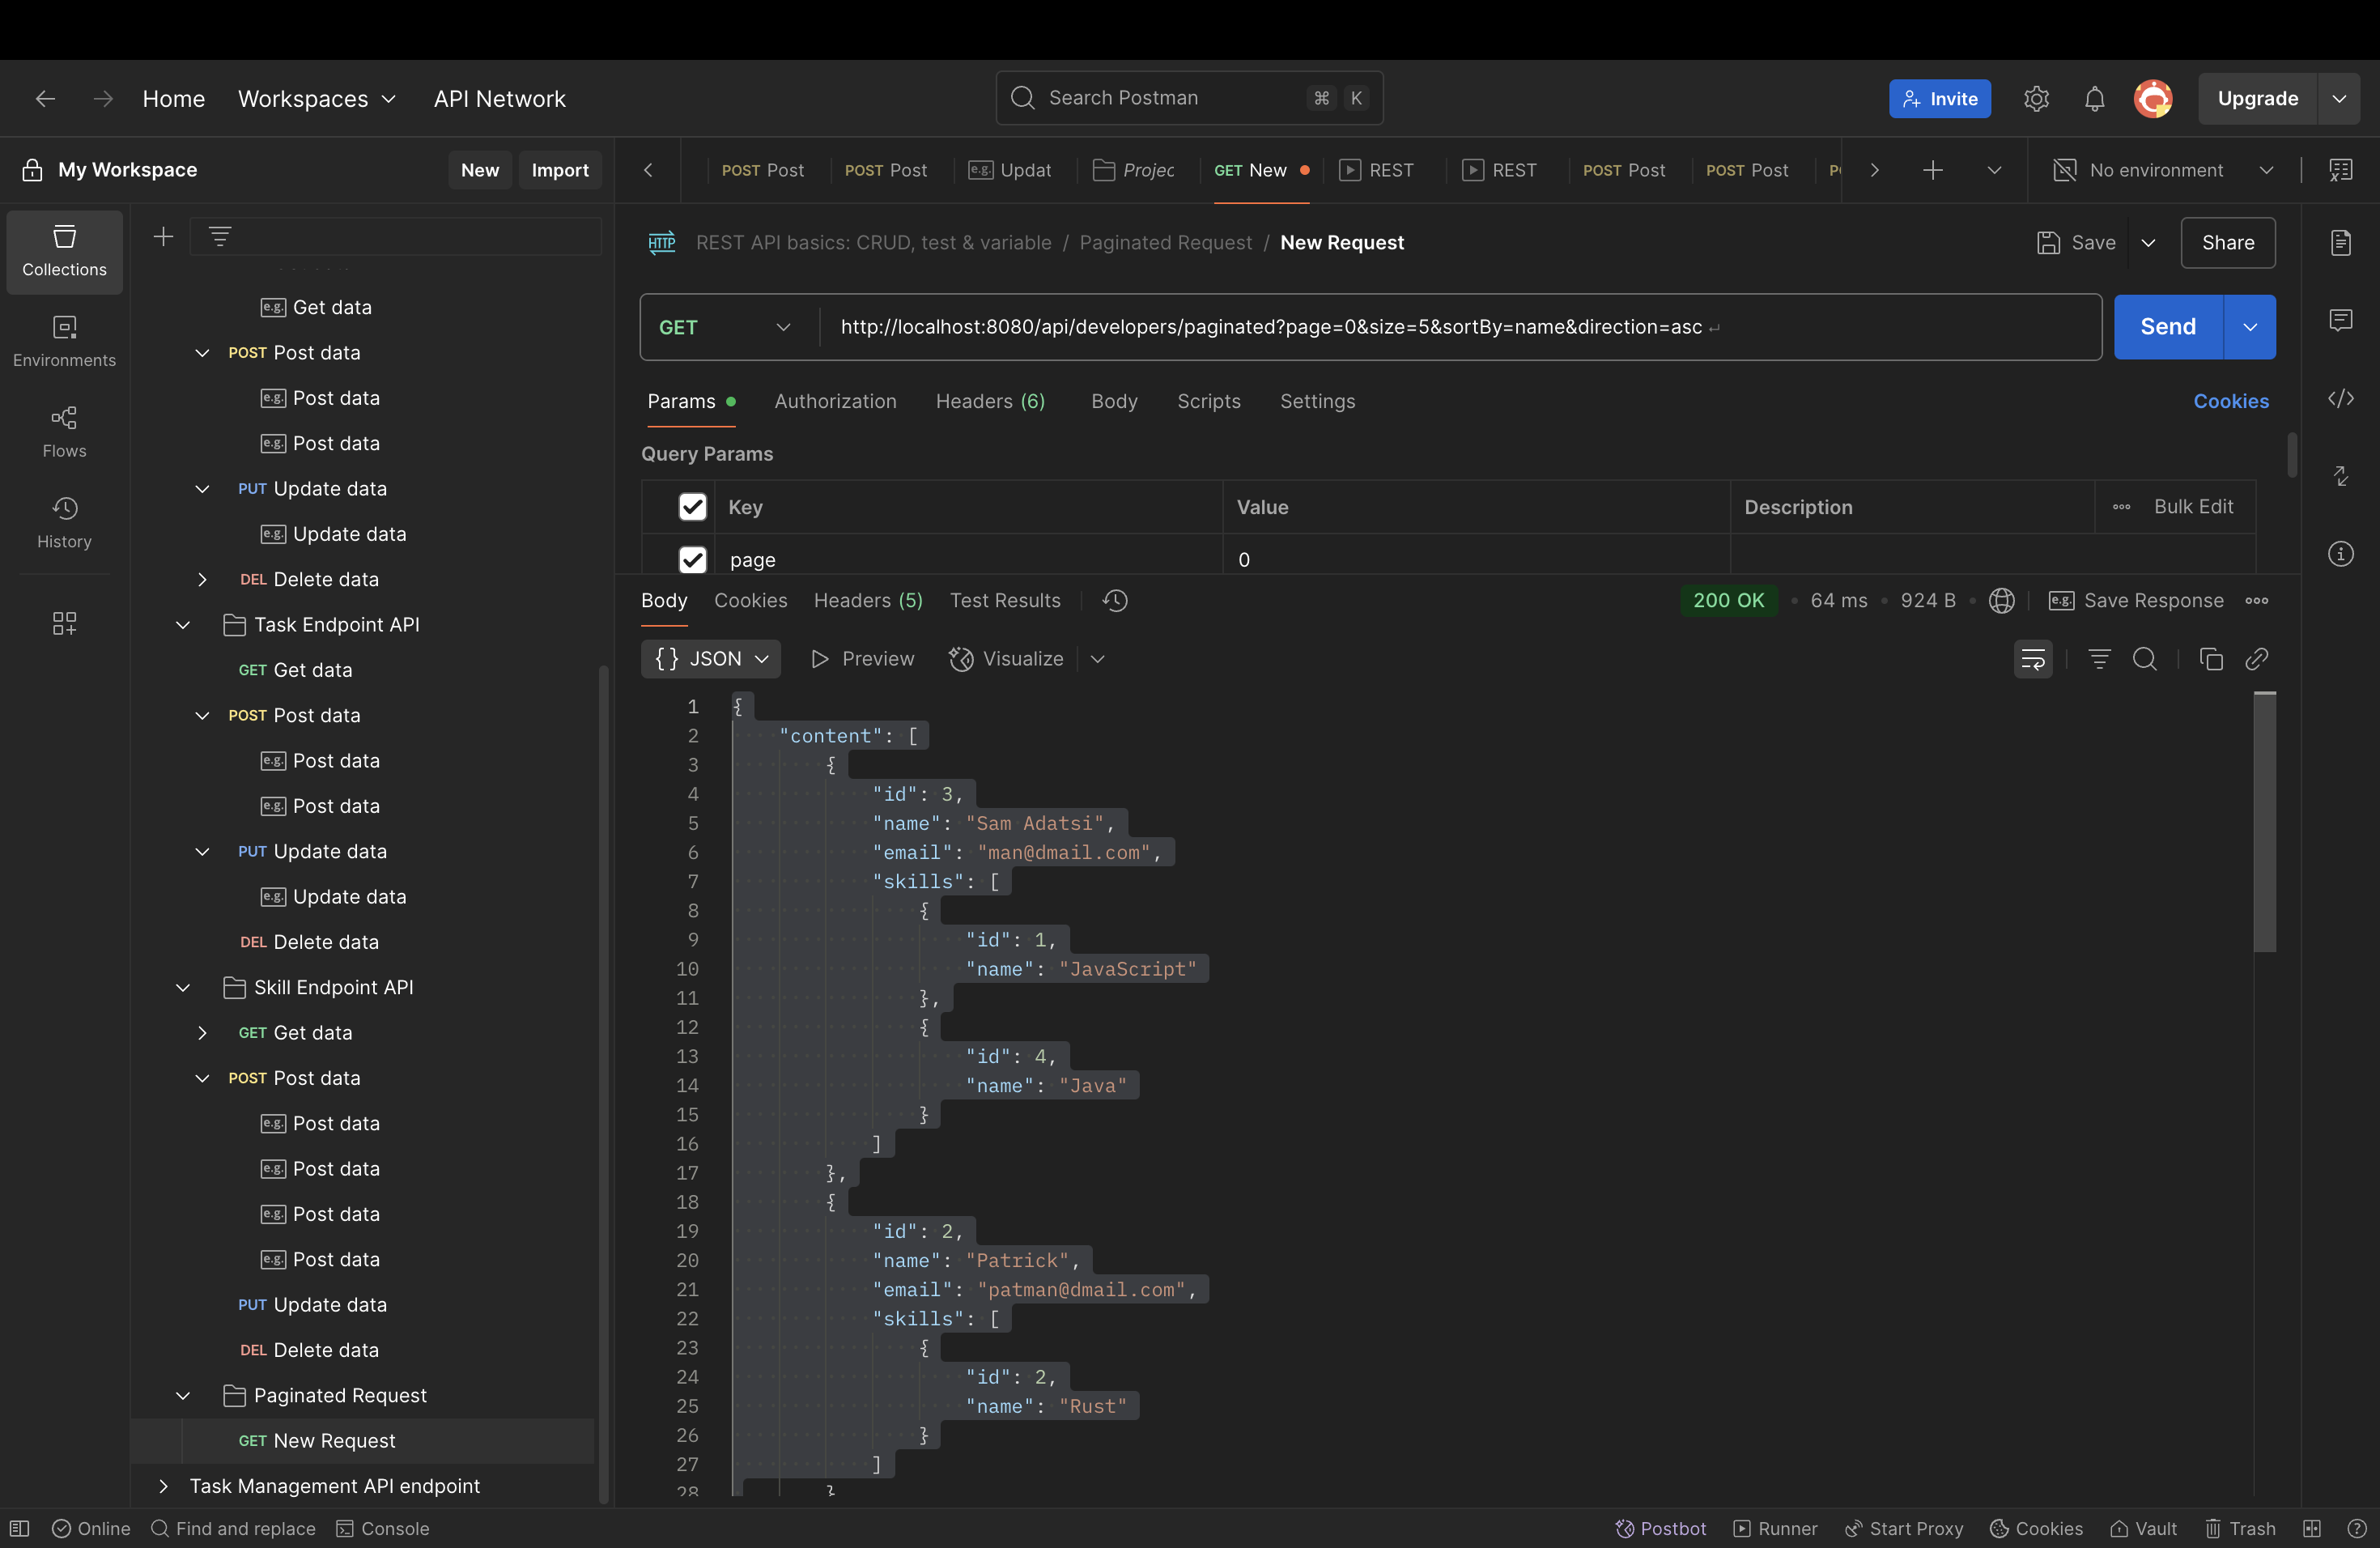 Home Workspaces API Network
Search Postman ⌘ K
Invite Upgrade
My Workspace New Import
POST Post POST Post e.g. Updat Projec GET New REST REST POST Post POST Post
No environment
Collections
Environments
Flows
History
e.g. Get data
POST Post data
e.g. Post data
e.g. Post data
PUT Update data
e.g. Update data
DEL Delete data
Task Endpoint API
GET Get data
POST Post data
e.g. Post data
e.g. Post data
PUT Update data
e.g. Update data
DEL Delete data
Skill Endpoint API
GET Get data
POST Post data
e.g. Post data
e.g. Post data
e.g. Post data
e.g. Post data
PUT Update data
DEL Delete data
Paginated Request
GET New Request
Task Management API endpoint
HTTP REST API basics: CRUD, test & variable / Paginated Request / New Request
Save Share
GET http://localhost:8080/api/developers/paginated?page=0&size=5&sortBy=name&direction=asc
Send
Params Authorization Headers (6) Body Scripts Settings Cookies
Query Params
Key Value Description Bulk Edit
page 0
Body Cookies Headers (5) Test Results
200 OK • 64 ms • 924 B e.g. Save Response
{} JSON Preview Visualize
1 {
2 "content": [
3 {
4 "id": 3,
5 "name": "Sam Adatsi",
6 "email": "man@dmail.com",
7 "skills": [
8 {
9 "id": 1,
10 "name": "JavaScript"
11 },
12 {
13 "id": 4,
14 "name": "Java"
15 }
16 ]
17 },
18 {
19 "id": 2,
20 "name": "Patrick",
21 "email": "patman@dmail.com",
22 "skills": [
23 {
24 "id": 2,
25 "name": "Rust"
26 }
27 ]
28 }
Online Find and replace Console
Postbot Runner Start Proxy Cookies Vault Trash